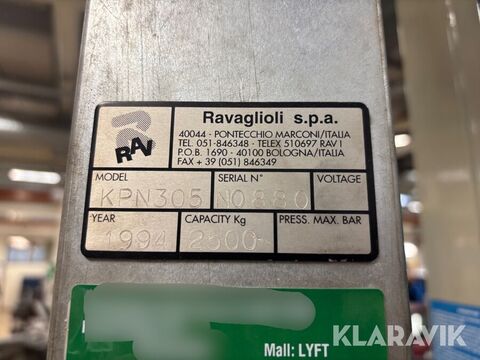 RAV
Ravaglioli s.p.a.
40044 - PONTECCHIO MARCONI/ITALIA
TEL. 051-846348 - TELEX 510697 RAV I
P.O.B. 1690 - 40100 BOLOGNA/ITALIA
FAX + 39 (051) 846349
MODEL SERIAL N° VOLTAGE
KPN305 N0880
YEAR CAPACITY Kg PRESS. MAX. BAR
1994 2500
Mall: LYFT
KLARAVIK